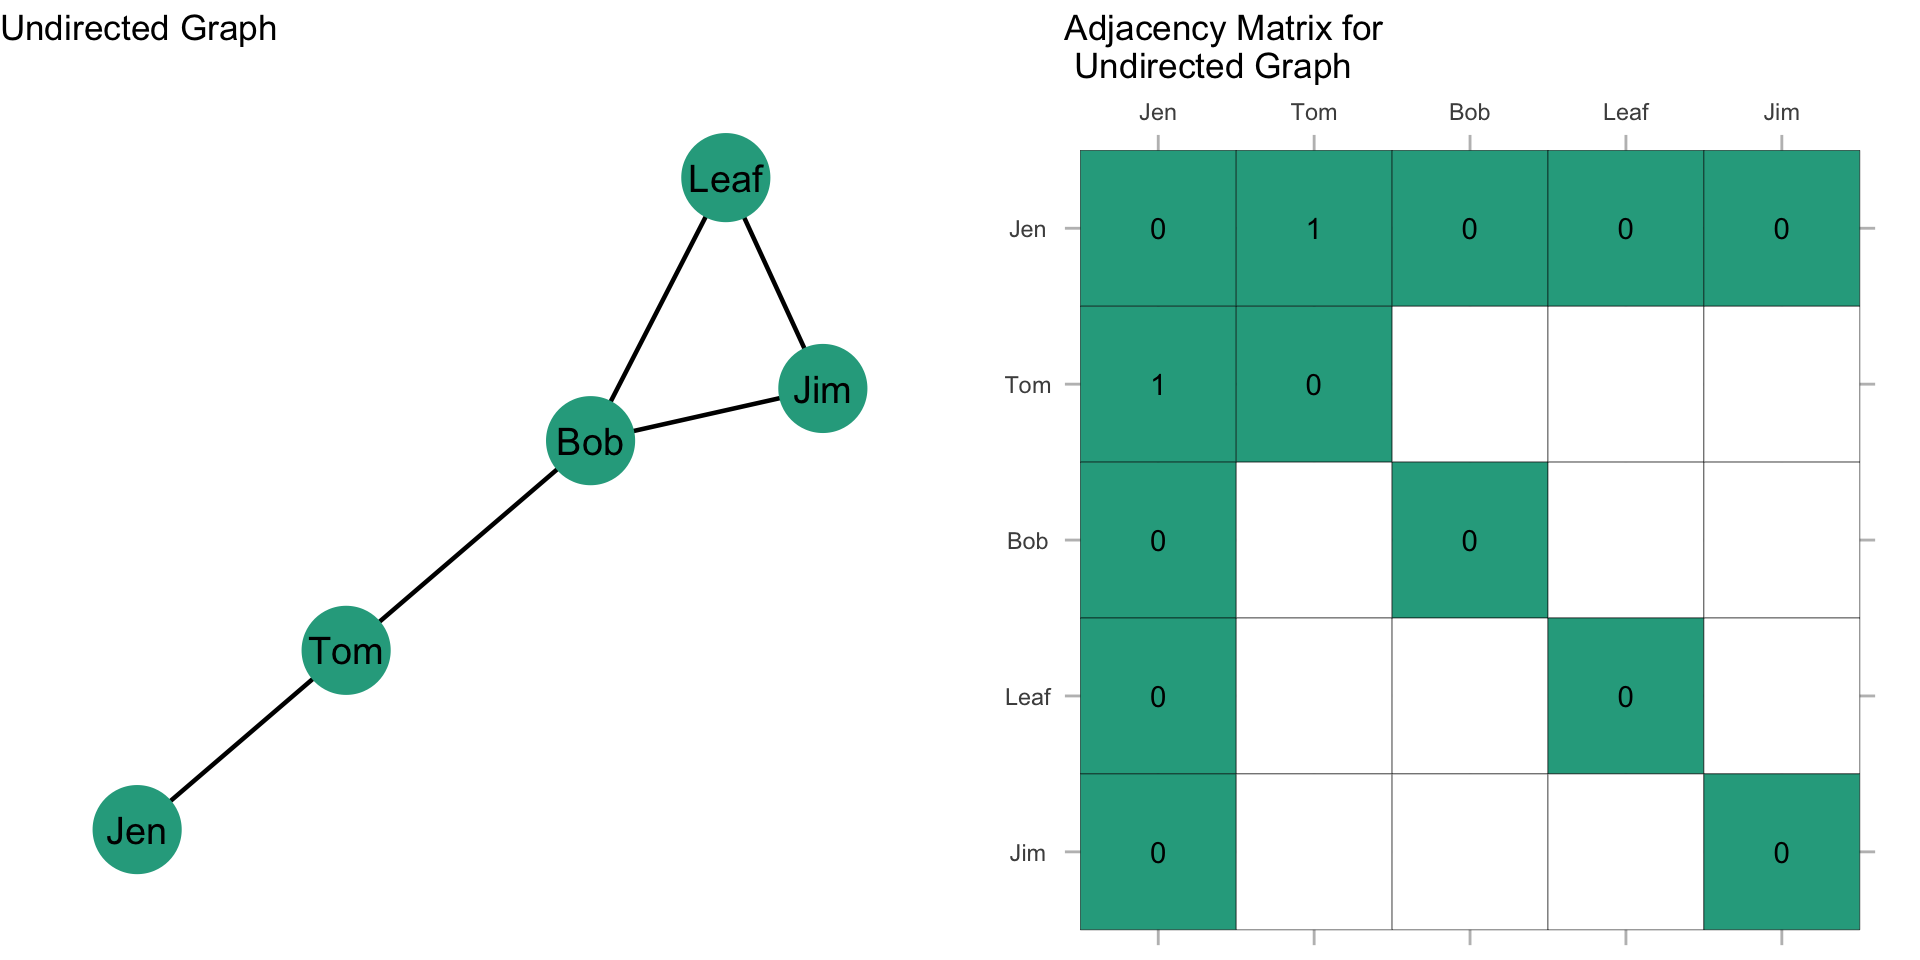 Undirected Graph
Leaf
Jim
Bob
Tom
Jen
Adjacency Matrix for
Undirected Graph
Jen Tom Bob Leaf Jim
Jen 0 1 0 0 0
Tom 1 0
Bob 0 0
Leaf 0 0
Jim 0 0